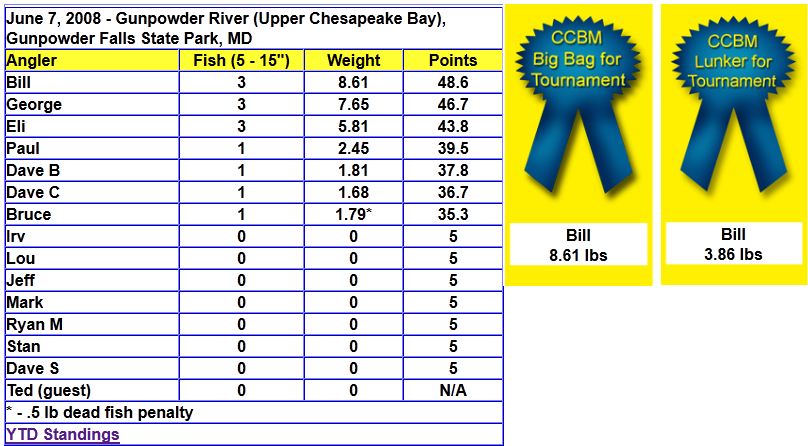 June 7, 2008 - Gunpowder River (Upper Chesapeake Bay),
Gunpowder Falls State Park, MD
Angler Fish (5 - 15") Weight Points
Bill 3 8.61 48.6
George 3 7.65 46.7
Eli 3 5.81 43.8
Paul 1 2.45 39.5
Dave B 1 1.81 37.8
Dave C 1 1.68 36.7
Bruce 1 1.79* 35.3
Irv 0 0 5
Lou 0 0 5
Jeff 0 0 5
Mark 0 0 5
Ryan M 0 0 5
Stan 0 0 5
Dave S 0 0 5
Ted (guest) 0 0 N/A
* - .5 lb dead fish penalty
YTD Standings
CCBM
Big Bag for
Tournament
Bill
8.61 lbs
CCBM
Lunker for
Tournament
Bill
3.86 lbs